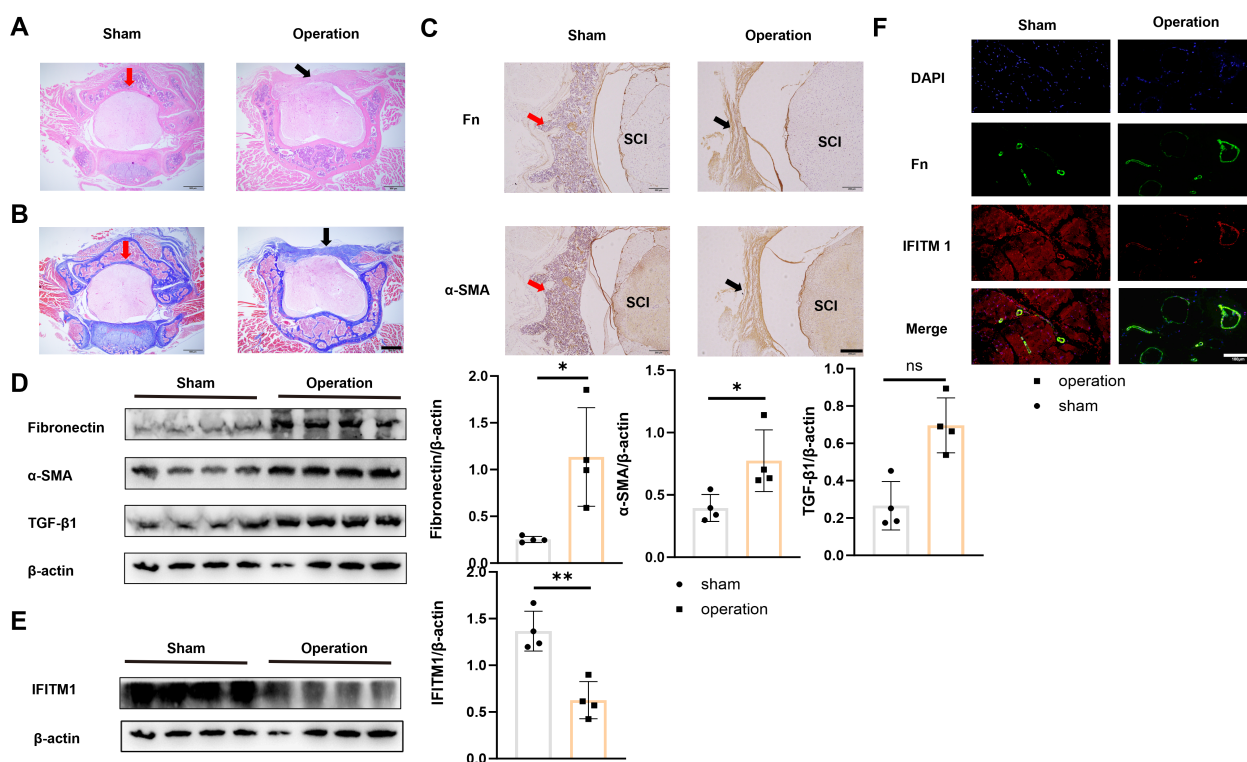 A
Sham
Operation
B
C
Sham
Operation
Fn
SCI
SCI
α-SMA
SCI
SCI
D
Sham
Operation
Fibronectin
α-SMA
TGF-β1
β-actin
Fibronectin/β-actin
2.0
1.5
1.0
0.5
0.0
*
α-SMA/β-actin
1.5
1.0
0.5
0.0
*
sham
operation
TGF-β1/β-actin
1.0
0.8
0.6
0.4
0.2
0.0
ns
operation
sham
E
Sham
Operation
IFITM1
β-actin
IFITM1/β-actin
2.0
1.5
1.0
0.5
0.0
**
F
Sham
Operation
DAPI
Fn
IFITM 1
Merge
100μm